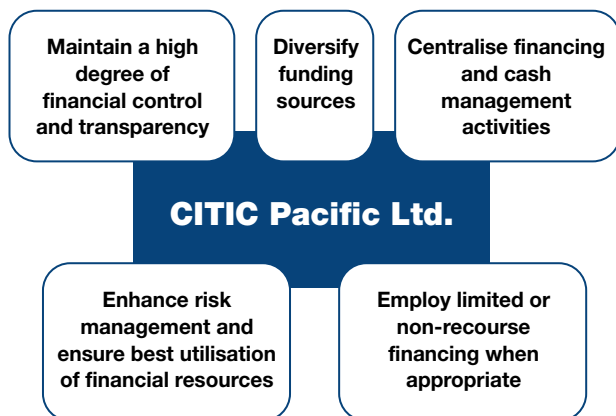 Maintain a high
degree of
financial control
and transparency
Diversify
funding
sources
Centralise financing
and cash
management
activities
CITIC Pacific Ltd.
Enhance risk
management and
ensure best utilisation
of financial resources
Employ limited or
non-recourse
financing when
appropriate